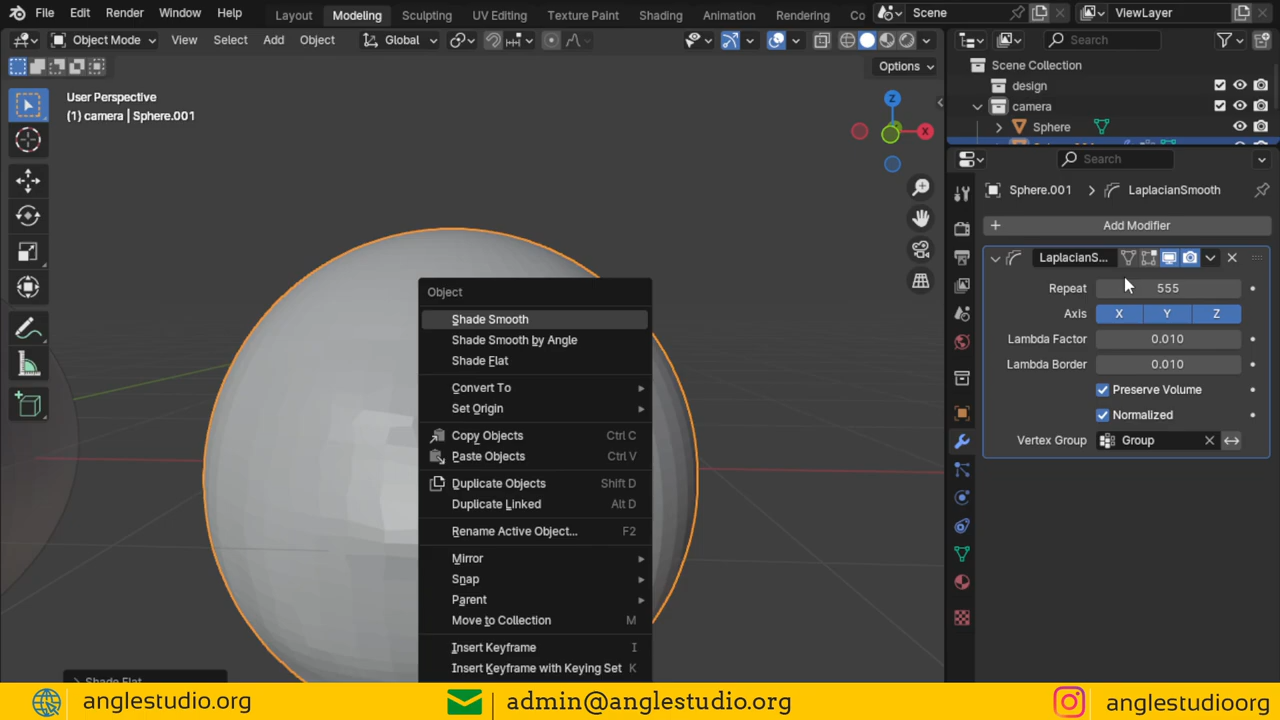 File Edit Render Window Help Layout Modeling Sculpting UV Editing Texture Paint Shading Animation Rendering Co Scene ViewLayer
Object Mode View Select Add Object Global Search
Options
User Perspective
(1) camera | Sphere.001
Z
X
Scene Collection
design
camera
Sphere
Search
Sphere.001 > LaplacianSmooth
+ Add Modifier
LaplacianS...
Repeat 555
Axis X Y Z
Lambda Factor 0.010
Lambda Border 0.010
Preserve Volume
Normalized
Vertex Group Group
Object
Shade Smooth
Shade Smooth by Angle
Shade Flat
Convert To
Set Origin
Copy Objects Ctrl C
Paste Objects Ctrl V
Duplicate Objects Shift D
Duplicate Linked Alt D
Rename Active Object... F2
Mirror
Snap
Parent
Move to Collection M
Insert Keyframe I
Insert Keyframe with Keying Set K
Shade Flat
anglestudio.org admin@anglestudio.org anglestudioorg